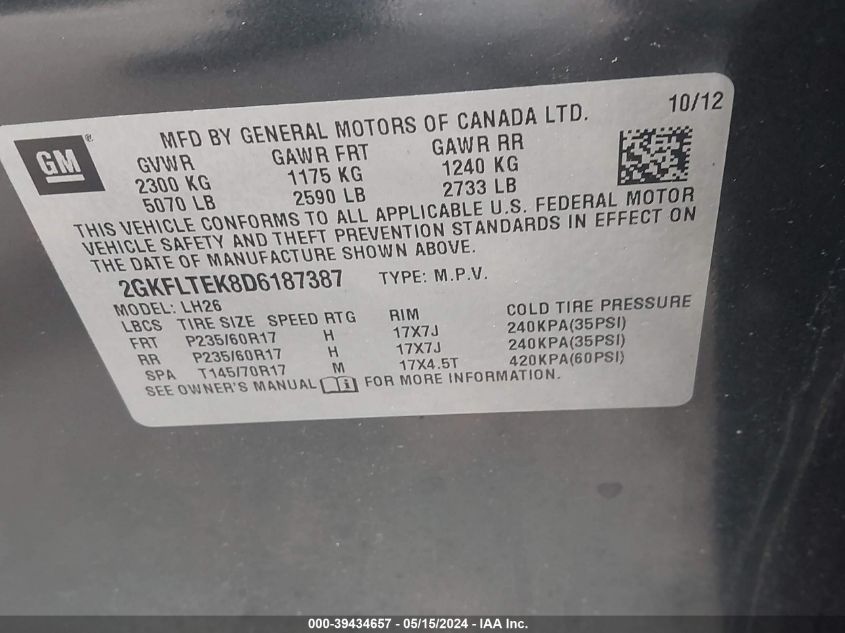 GM
®
10/12
MFD BY GENERAL MOTORS OF CANADA LTD.
GVWR GAWR FRT GAWR RR
2300 KG 1175 KG 1240 KG
5070 LB 2590 LB 2733 LB
THIS VEHICLE CONFORMS TO ALL APPLICABLE U.S. FEDERAL MOTOR
VEHICLE SAFETY AND THEFT PREVENTION STANDARDS IN EFFECT ON
THE DATE OF MANUFACTURE SHOWN ABOVE.
2GKFLTEK8D6187387 TYPE: M.P.V.
MODEL: LH26
LBCS TIRE SIZE SPEED RTG RIM COLD TIRE PRESSURE
FRT P235/60R17 H 17X7J 240KPA(35PSI)
RR P235/60R17 H 17X7J 240KPA(35PSI)
SPA T145/70R17 M 17X4.5T 420KPA(60PSI)
SEE OWNER'S MANUAL i FOR MORE INFORMATION.
000-39434657 - 05/15/2024 - IAA Inc.